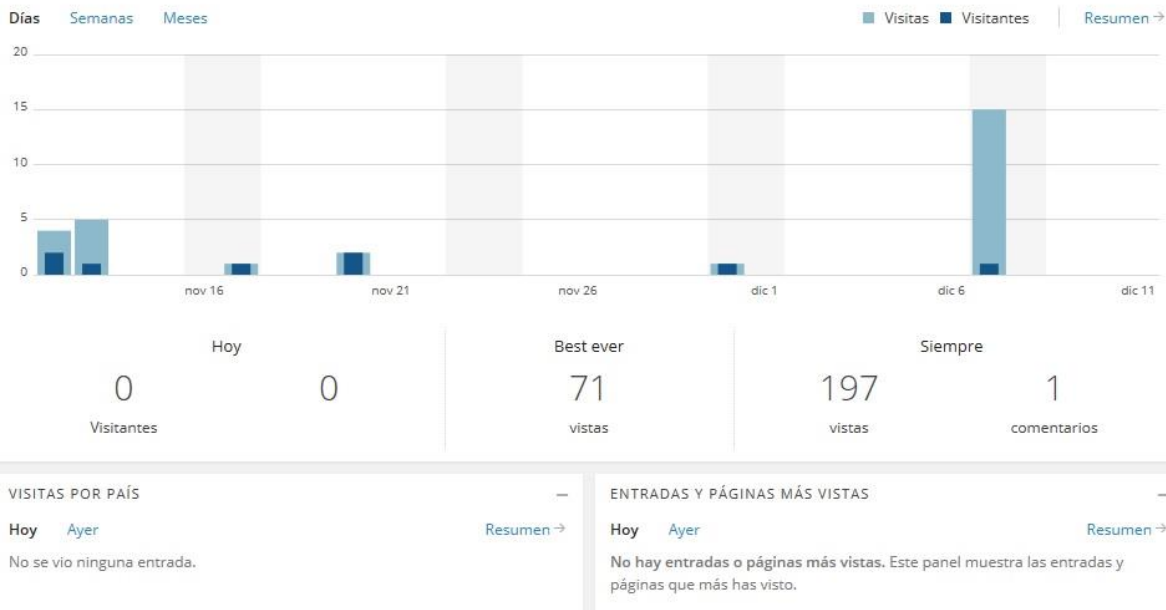 Días Semanas Meses Visitas Visitantes Resumen →
20
15
10
5
0
nov 16 nov 21 nov 26 dic 1 dic 6 dic 11
Hoy Best ever Siempre
0 0 71 197 1
Visitantes vistas vistas comentarios
VISITAS POR PAÍS
Hoy Ayer Resumen →
No se vio ninguna entrada.
ENTRADAS Y PÁGINAS MÁS VISTAS
Hoy Ayer Resumen →
No hay entradas o páginas más vistas. Este panel muestra las entradas y
páginas que más has visto.